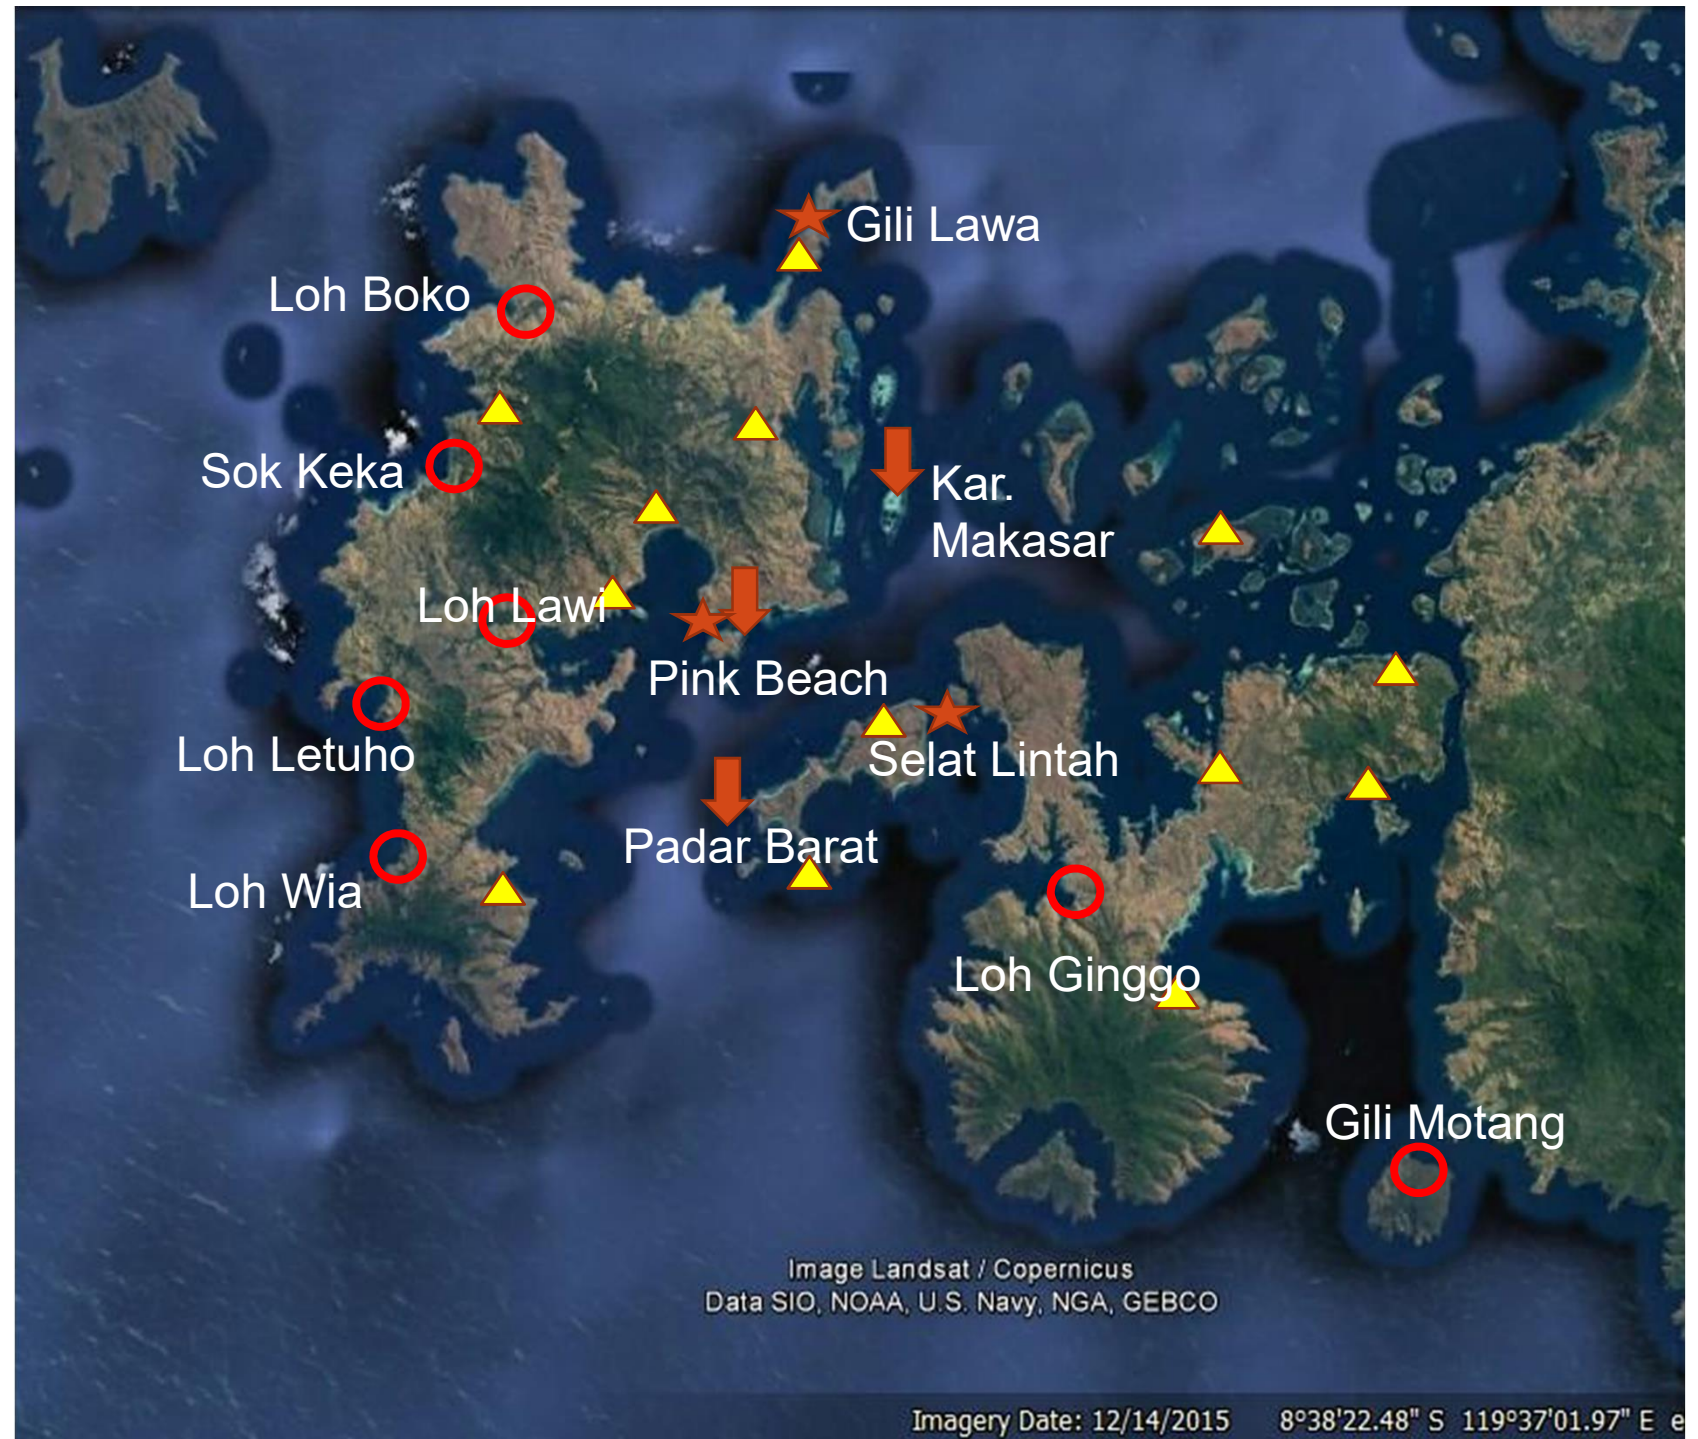 Gili Lawa
Loh Boko
Sok Keka
Kar.
Makasar
Loh Lawi
Pink Beach
Loh Letuho
Selat Lintah
Padar Barat
Loh Wia
Loh Ginggo
Gili Motang
Image Landsat / Copernicus
Data SIO, NOAA, U.S. Navy, NGA, GEBCO
Imagery Date: 12/14/2015 8°38'22.48" S 119°37'01.97" E e